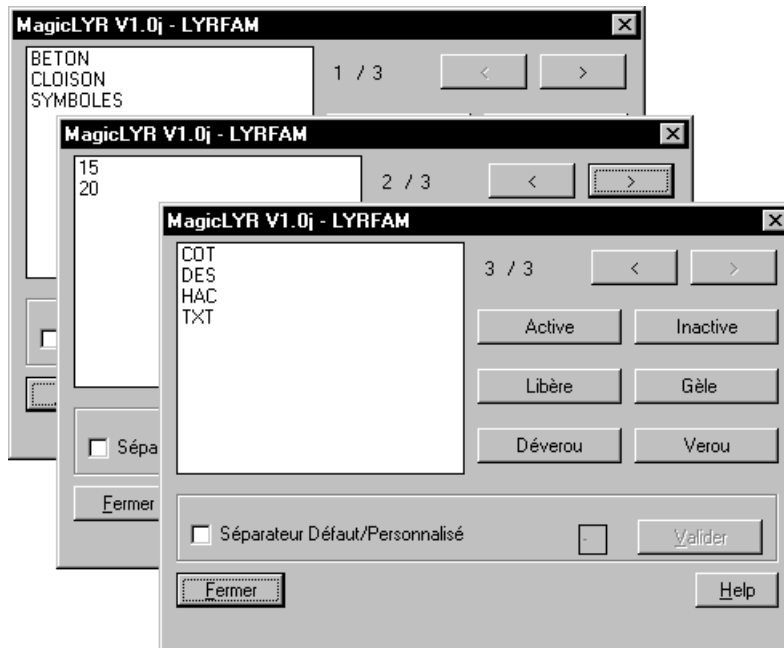 MagicLYR V1.0j - LYRFAM
BETON
CLOISON
SYMBOLES
1 / 3
<
>
MagicLYR V1.0j - LYRFAM
15
20
2 / 3
<
>
Sépa
Fermer
MagicLYR V1.0j - LYRFAM
COT
DES
HAC
TXT
3 / 3
<
>
Active Inactive
Libère Gèle
Déverou Verou
Séparateur Défaut/Personnalisé - Valider
Fermer Help